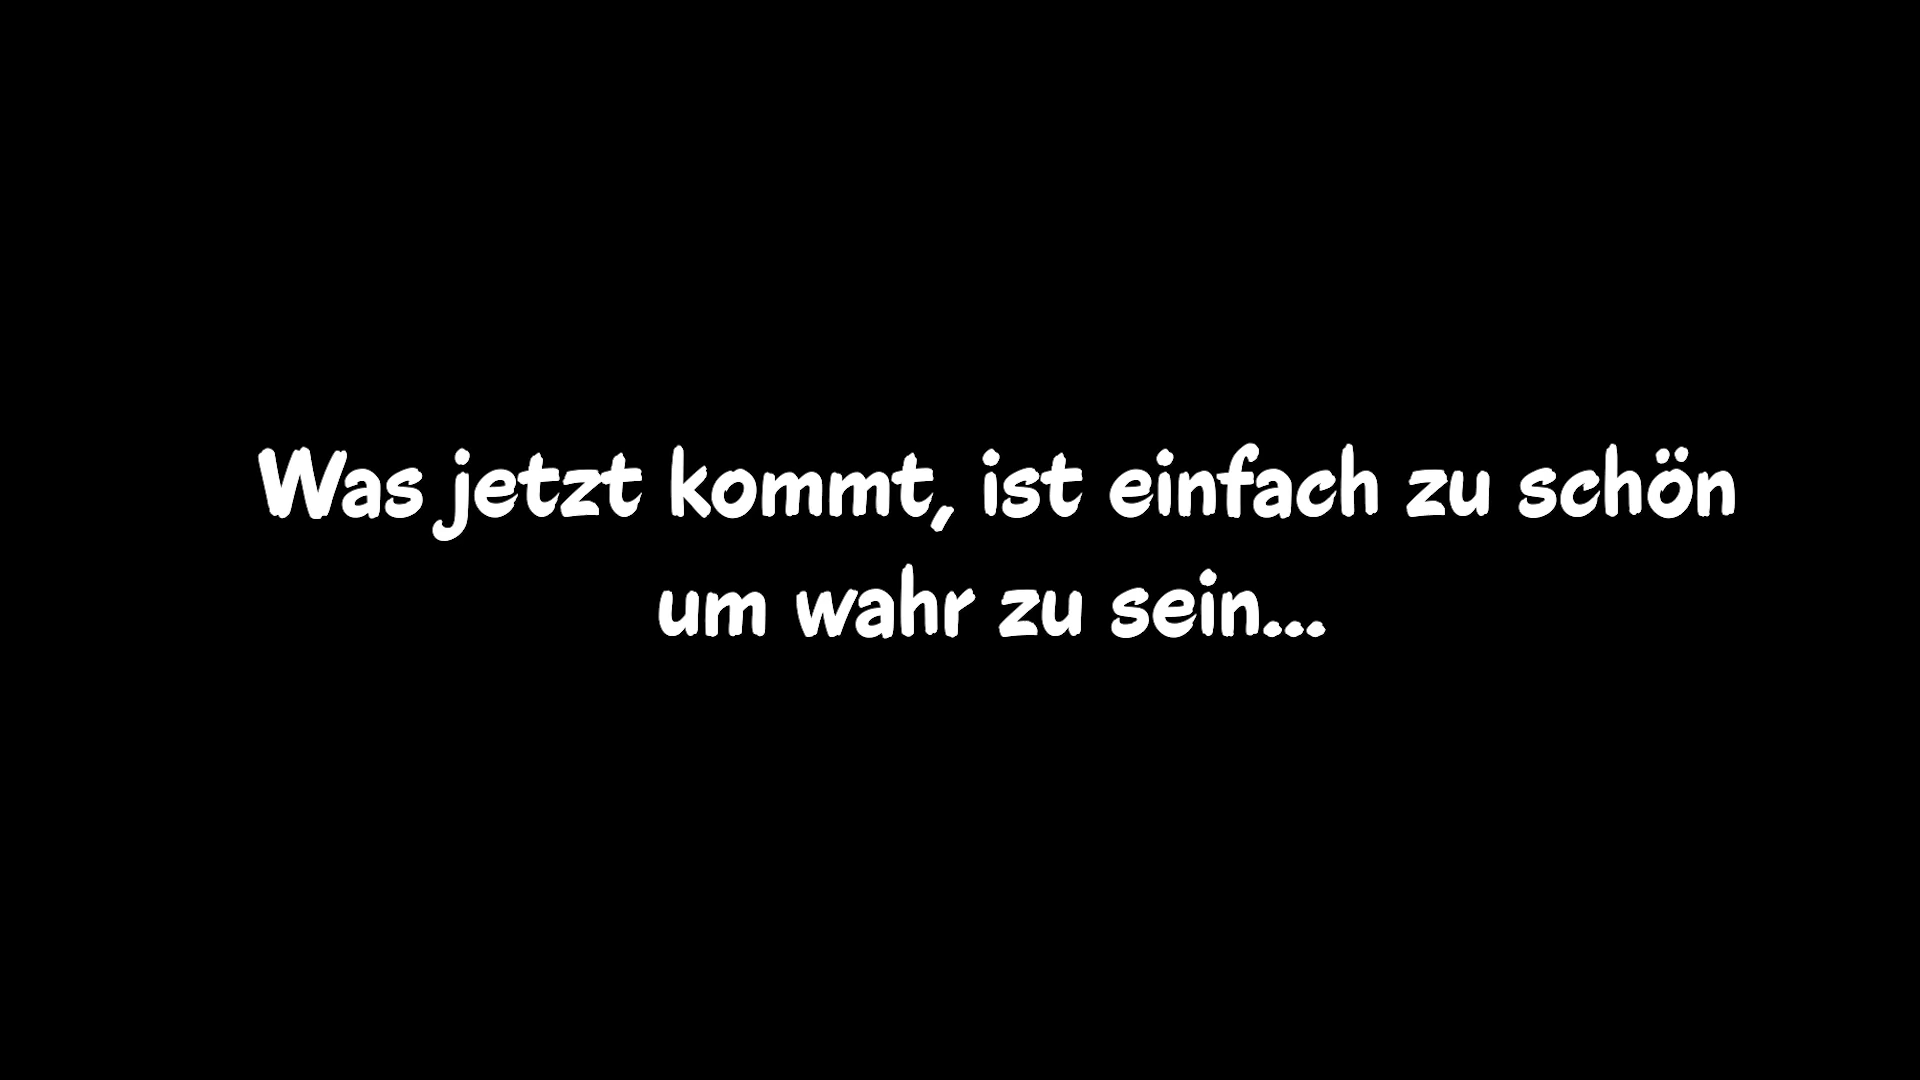 Was jetzt kommt, ist einfach zu schön
um wahr zu sein...